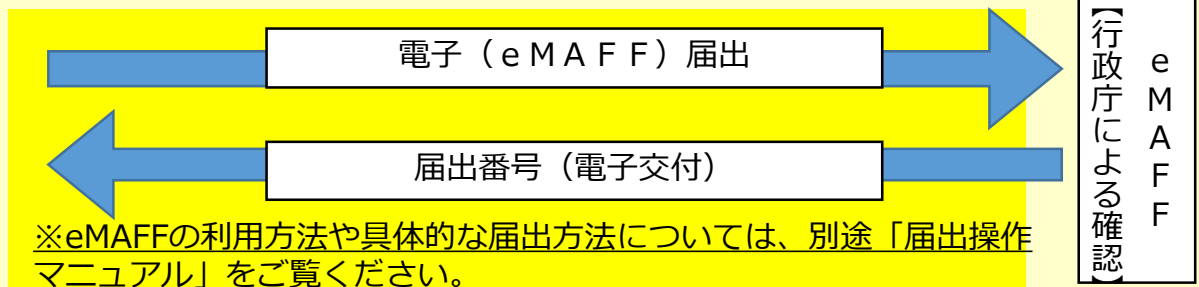 電子（ｅＭＡＦＦ）届出
届出番号（電子交付）
※eMAFFの利用方法や具体的な届出方法については、別途「届出操作
マニュアル」をご覧ください。
ｅＭＡＦＦ
【行政庁による確認】